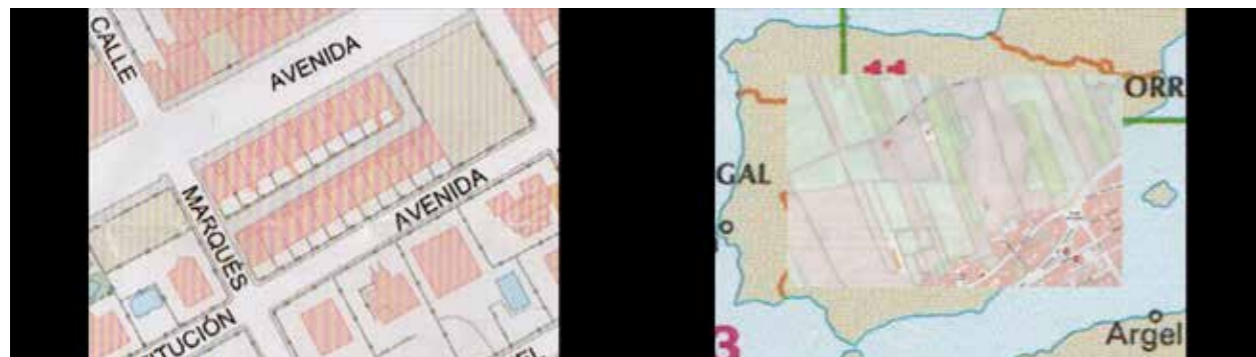 CALLE
AVENIDA
MARQUÉS
AVENIDA
TITUCIÓN
ORR
GAL
3
Argel